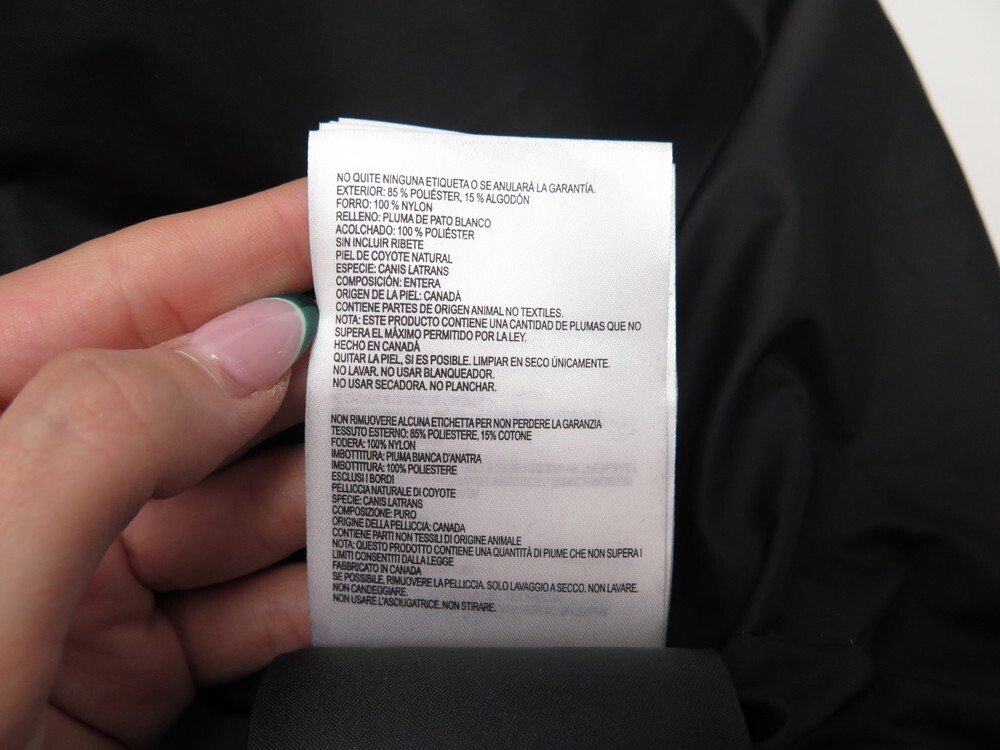 NO QUITE NINGUNA ETIQUETA O SE ANULARÁ LA GARANTÍA.
EXTERIOR: 85 % POLIÉSTER, 15 % ALGODÓN
FORRO: 100 % NYLON
RELLENO: PLUMA DE PATO BLANCO
ACOLCHADO: 100 % POLIÉSTER
SIN INCLUIR RIBETE
PIEL DE COYOTE NATURAL
ESPECIE: CANIS LATRANS
COMPOSICIÓN: ENTERA
ORIGEN DE LA PIEL: CANADÁ
CONTIENE PARTES DE ORIGEN ANIMAL NO TEXTILES.
NOTA: ESTE PRODUCTO CONTIENE UNA CANTIDAD DE PLUMAS QUE NO
SUPERA EL MÁXIMO PERMITIDO POR LA LEY.
HECHO EN CANADÁ
QUITAR LA PIEL, SI ES POSIBLE. LIMPIAR EN SECO ÚNICAMENTE.
NO LAVAR. NO USAR BLANQUEADOR.
NO USAR SECADORA. NO PLANCHAR.
NON RIMUOVERE ALCUNA ETICHETTA PER NON PERDERE LA GARANZIA
TESSUTO ESTERNO: 85% POLIESTERE, 15% COTONE
FODERA: 100% NYLON
IMBOTTITURA: PIUMA BIANCA D'ANATRA
IMBOTTITURA: 100% POLIESTERE
ESCLUSI I BORDI
PELLICCIA NATURALE DI COYOTE
SPECIE: CANIS LATRANS
COMPOSIZIONE: PURO
ORIGINE DELLA PELLICCIA: CANADA
CONTIENE PARTI NON TESSILI DI ORIGINE ANIMALE
NOTA: QUESTO PRODOTTO CONTIENE UNA QUANTITÀ DI PIUME CHE NON SUPERA I
LIMITI CONSENTITI DALLA LEGGE
FABBRICATO IN CANADA
SE POSSIBILE, RIMUOVERE LA PELLICCIA. SOLO LAVAGGIO A SECCO. NON LAVARE.
NON CANDEGGIARE.
NON USARE L'ASCIUGATRICE. NON STIRARE.